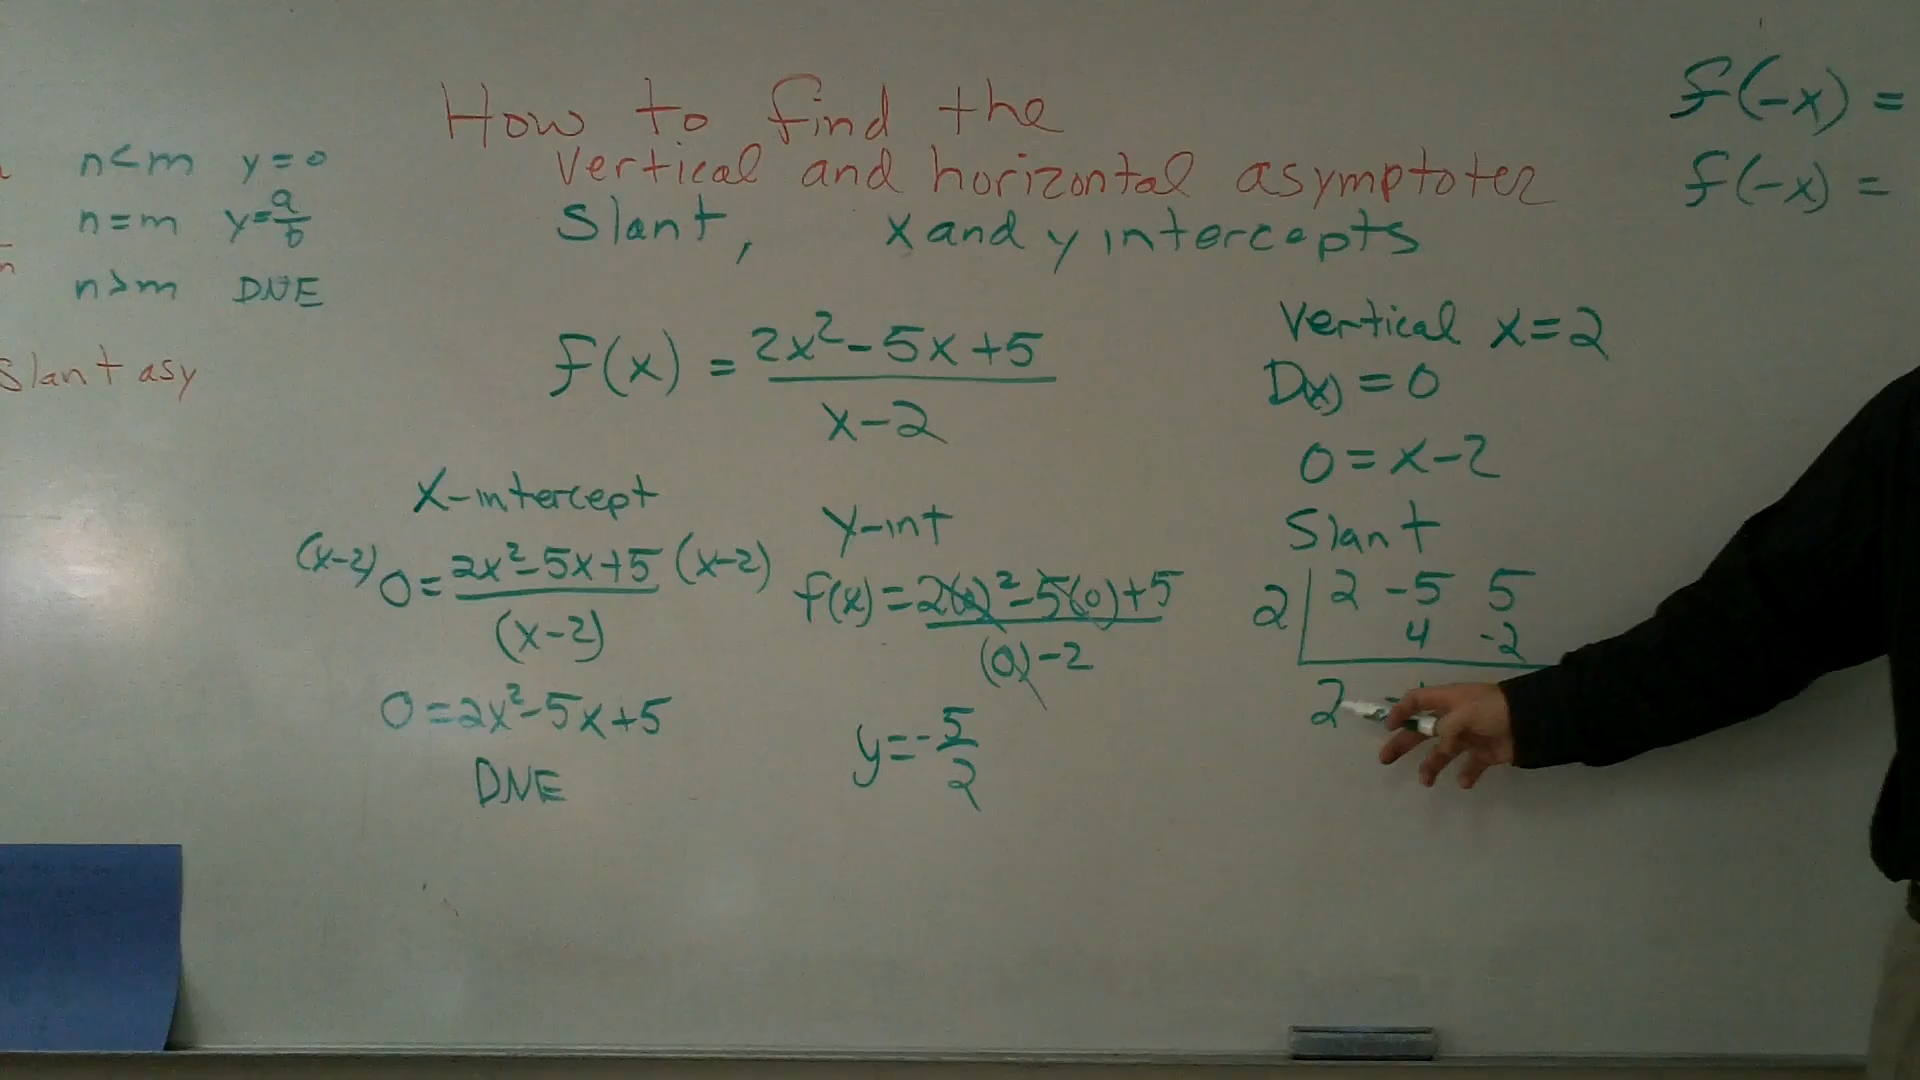 How to find the
vertical and horizontal asymptotes
Slant, x and y intercepts
n<m y=0
n=m y=a/b
n>m DNE
Slant asy
f(-x) =
f(-x) =
f(x) = 2x²-5x+5
x-2
X-intercept
(x-2) 0 = 2x²-5x+5 (x-2)
(x-2)
0=2x²-5x+5
DNE
Y-int
f(x) = 2(0)²-5(0)+5
(0)-2
y=-5/2
Vertical x=2
D(x) = 0
0 = x-2
Slant
2 | 2 -5 5
4 -2
2